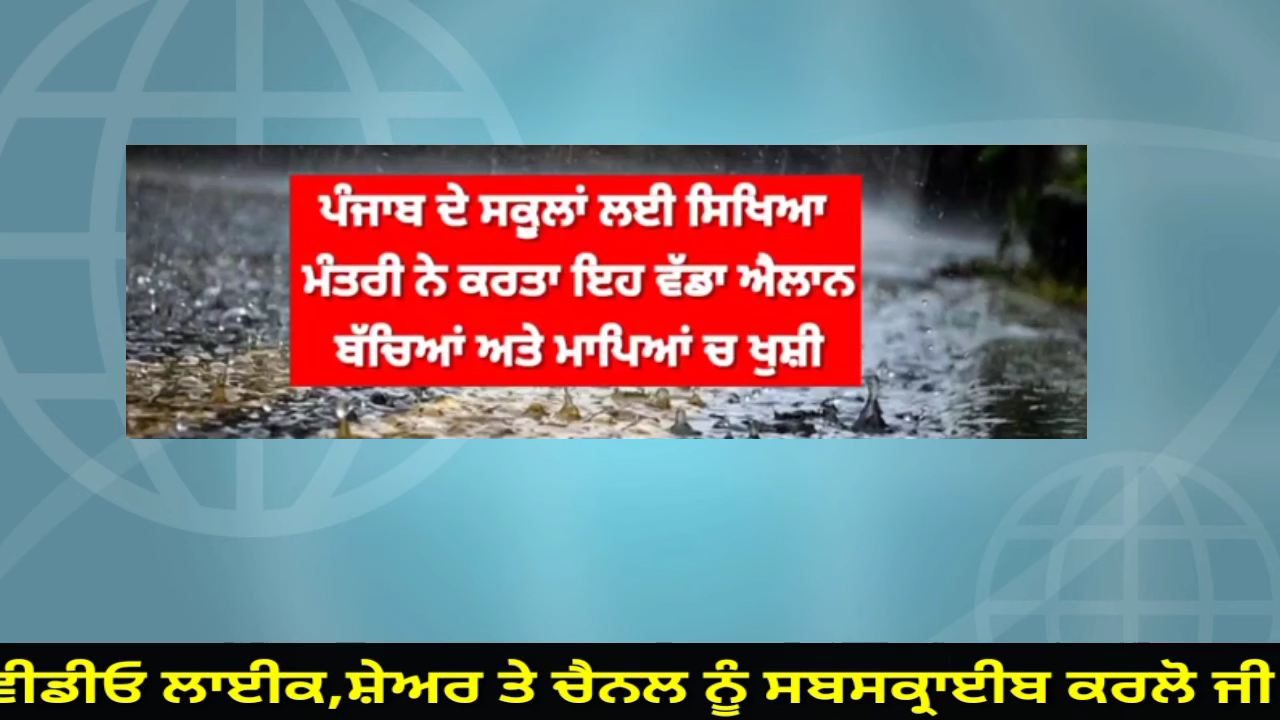 ਪੰਜਾਬ ਦੇ ਸਕੂਲਾਂ ਲਈ ਸਿਖਿਆ
ਮੰਤਰੀ ਨੇ ਕਰਤਾ ਇਹ ਵੱਡਾ ਐਲਾਨ
ਬੱਚਿਆਂ ਅਤੇ ਮਾਪਿਆਂ ਚ ਖੁਸ਼ੀ
ਵੀਡੀਓ ਲਾਈਕ,ਸ਼ੇਅਰ ਤੇ ਚੈਨਲ ਨੂੰ ਸਬਸਕ੍ਰਾਈਬ ਕਰਲੋ ਜੀ